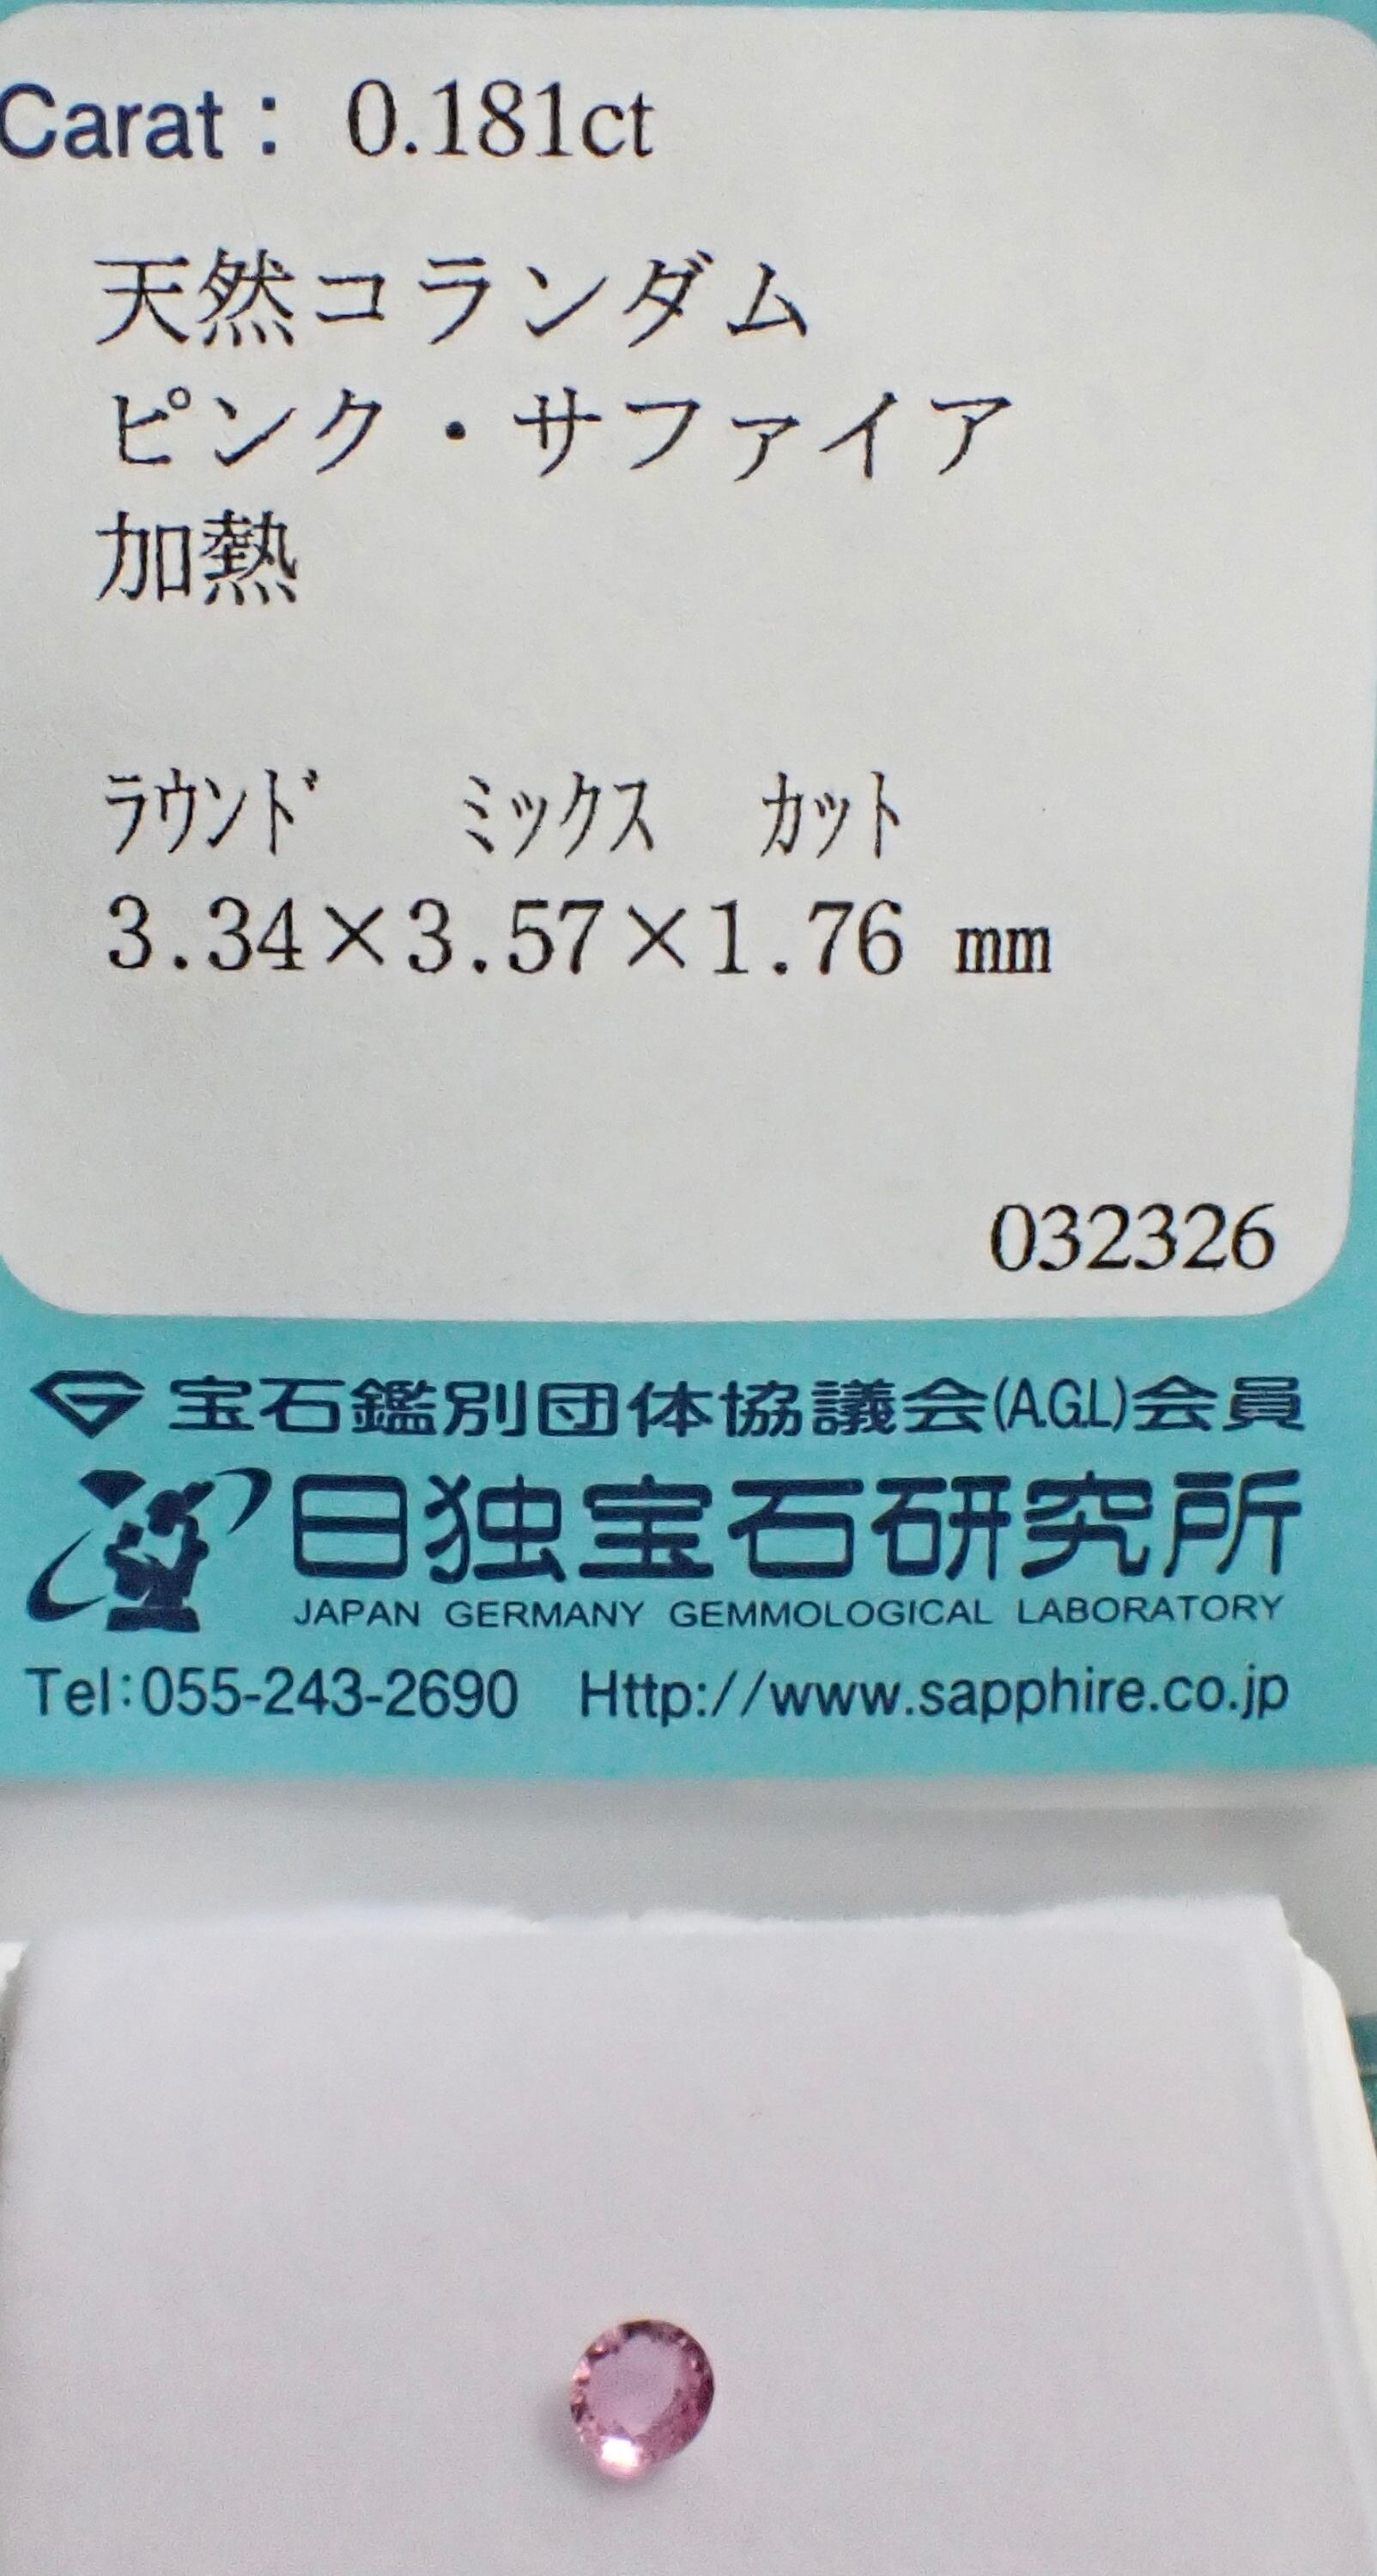 Carat: 0.181ct
天然コランダム
ピンク・サファイア
加熱
ﾗｳﾝﾄﾞ ﾐｯｸｽ ｶｯﾄ
3.34×3.57×1.76 mm
032326
宝石鑑別団体協議会(A.G.L)会員
日独宝石研究所
JAPAN GERMANY GEMMOLOGICAL LABORATORY
Tel:055-243-2690 Http://www.sapphire.co.jp